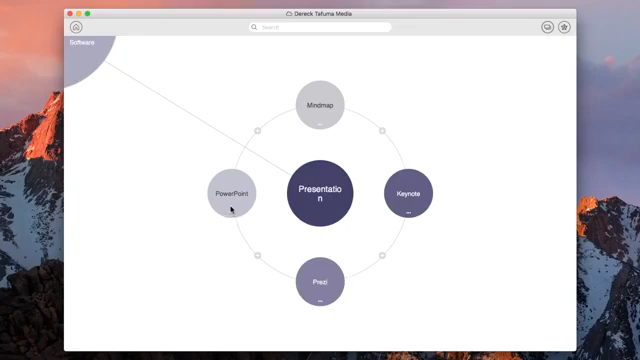 Dereck Tafuma Media
Search
Software
Mindmap
...
PowerPoint
Presentatio
n
Keynote
...
Prezi
...